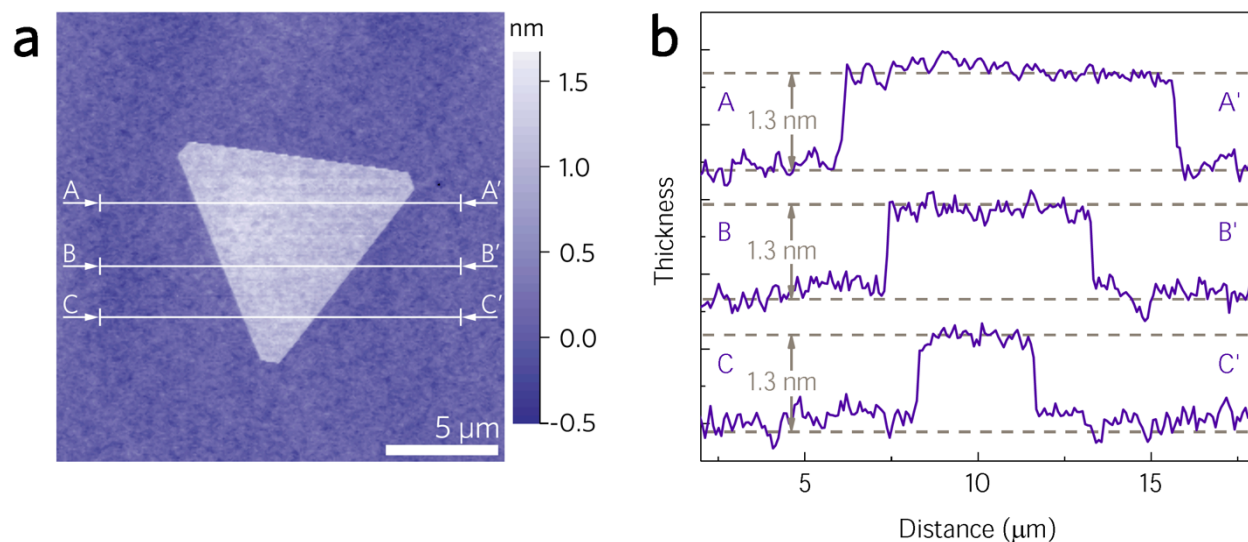 a
nm
1.5
1.0
0.5
0.0
-0.5
A A'
B B'
C C'
5 μm
b
A 1.3 nm A'
B 1.3 nm B'
C 1.3 nm C'
Thickness
5 10 15
Distance (μm)